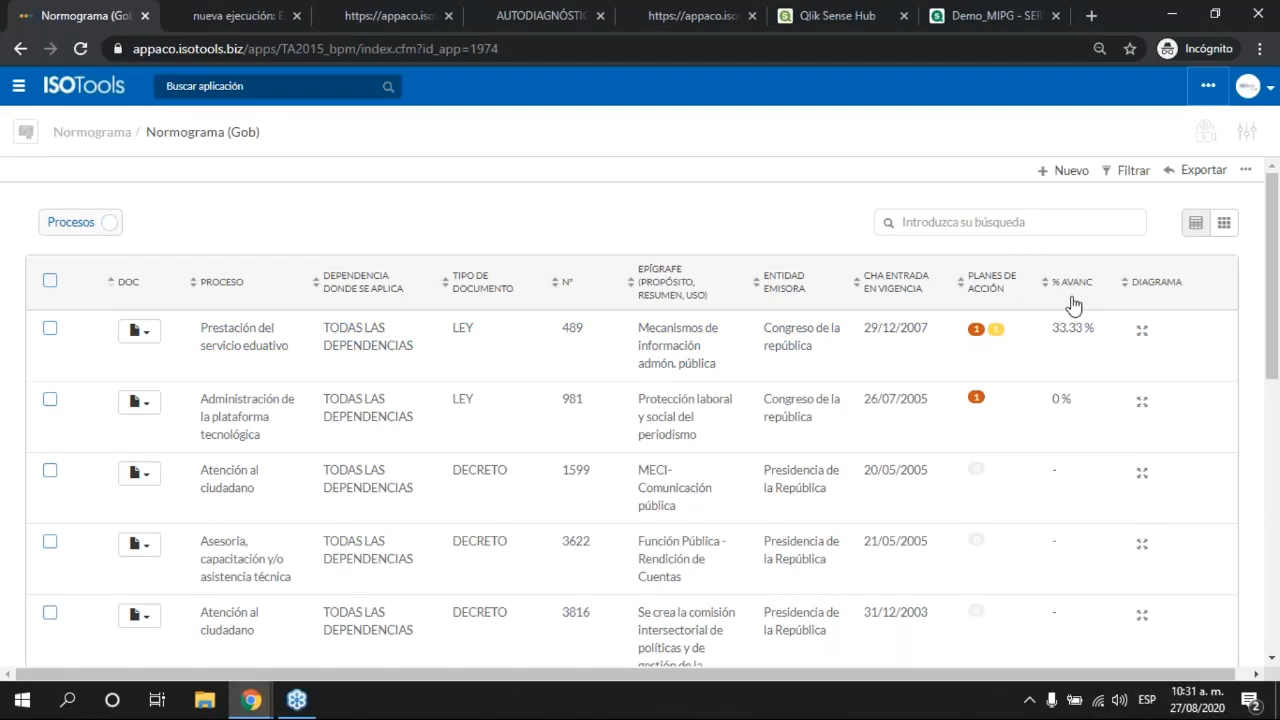 Normograma (Gob
nueva ejecución: E
https://appaco.iso
AUTODIAGNÓSTIC
https://appaco.iso
Qlik Sense Hub
Demo_MIPG - SER
appaco.isotools.biz/apps/TA2015_bpm/index.cfm?id_app=1974
Incógnito
ISOTools
Buscar aplicación
Normograma / Normograma (Gob)
Nuevo
Filtrar
Exportar
Procesos
Introduzca su búsqueda
DOC
PROCESO
DEPENDENCIA
DONDE SE APLICA
TIPO DE
DOCUMENTO
N°
EPÍGRAFE
(PROPÓSITO,
RESUMEN, USO)
ENTIDAD
EMISORA
CHA ENTRADA
EN VIGENCIA
PLANES DE
ACCIÓN
% AVANC
DIAGRAMA
Prestación del
servicio eduativo
TODAS LAS
DEPENDENCIAS
LEY
489
Mecanismos de
información
admón. pública
Congreso de la
república
29/12/2007
1 1
33.33 %
Administración de
la plataforma
tecnológica
TODAS LAS
DEPENDENCIAS
LEY
981
Protección laboral
y social del
periodismo
Congreso de la
república
26/07/2005
1
0 %
Atención al
ciudadano
TODAS LAS
DEPENDENCIAS
DECRETO
1599
MECI-
Comunicación
pública
Presidencia de
la República
20/05/2005
0
-
Asesoria,
capacitación y/o
asistencia técnica
TODAS LAS
DEPENDENCIAS
DECRETO
3622
Función Pública -
Rendición de
Cuentas
Presidencia de
la República
21/05/2005
0
-
Atención al
ciudadano
TODAS LAS
DEPENDENCIAS
DECRETO
3816
Se crea la comisión
intersectorial de
políticas y de
gestión de la
Presidencia de
la República
31/12/2003
0
-
ESP
10:31 a. m.
27/08/2020
2